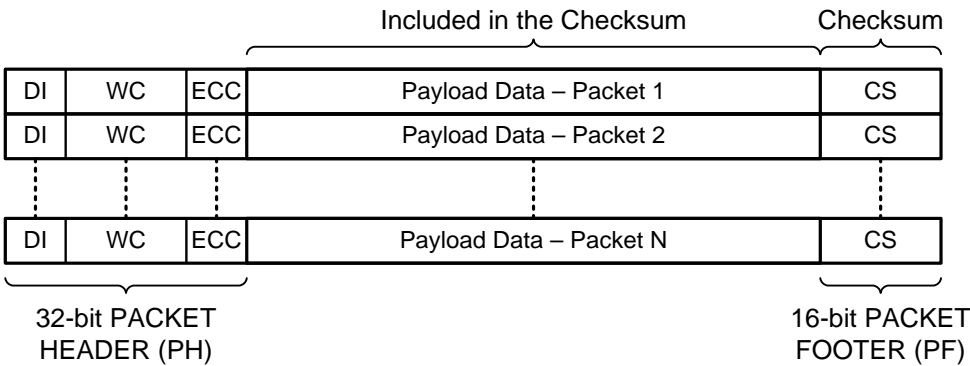 Included in the Checksum Checksum
DI WC ECC Payload Data – Packet 1 CS
DI WC ECC Payload Data – Packet 2 CS
DI WC ECC Payload Data – Packet N CS
32-bit PACKET 16-bit PACKET
HEADER (PH) FOOTER (PF)